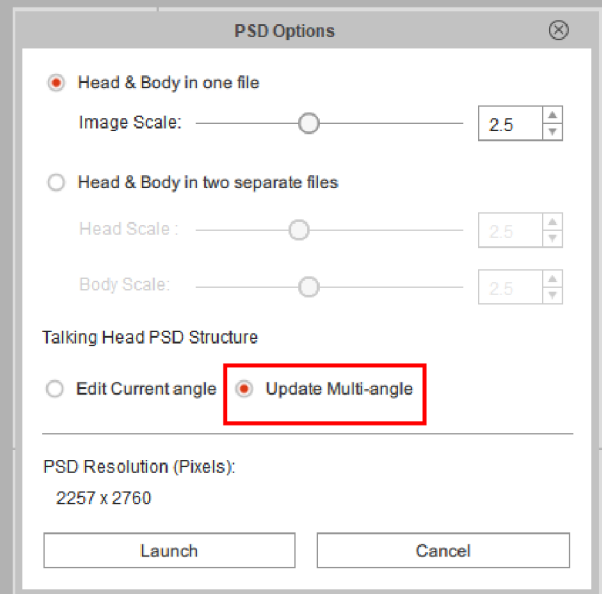 PSD Options
Head & Body in one file
Image Scale: 2.5
Head & Body in two separate files
Head Scale : 2.5
Body Scale: 2.5
Talking Head PSD Structure
Edit Current angle Update Multi-angle
PSD Resolution (Pixels):
2257 x 2760
Launch Cancel